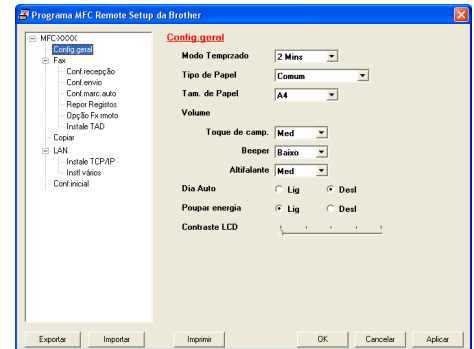 Programa MFC Remote Setup da Brother
MFC-XXXX
Config.geral
Fax
Conf.recepção
Conf.envio
Conf.marc.auto
Repor Registos
Opção Fx rmoto
Instale TAD
Copiar
LAN
Instale TCP/IP
Instl vários
Conf.inicial
Config.geral
Modo Temprzado 2 Mins
Tipo de Papel Comum
Tam. de Papel A4
Volume
Toque de camp. Med
Beeper Baixo
Altifalante Med
Dia Auto Lig Desl
Poupar energia Lig Desl
Contraste LCD
Exportar Importar Imprimir OK Cancelar Aplicar